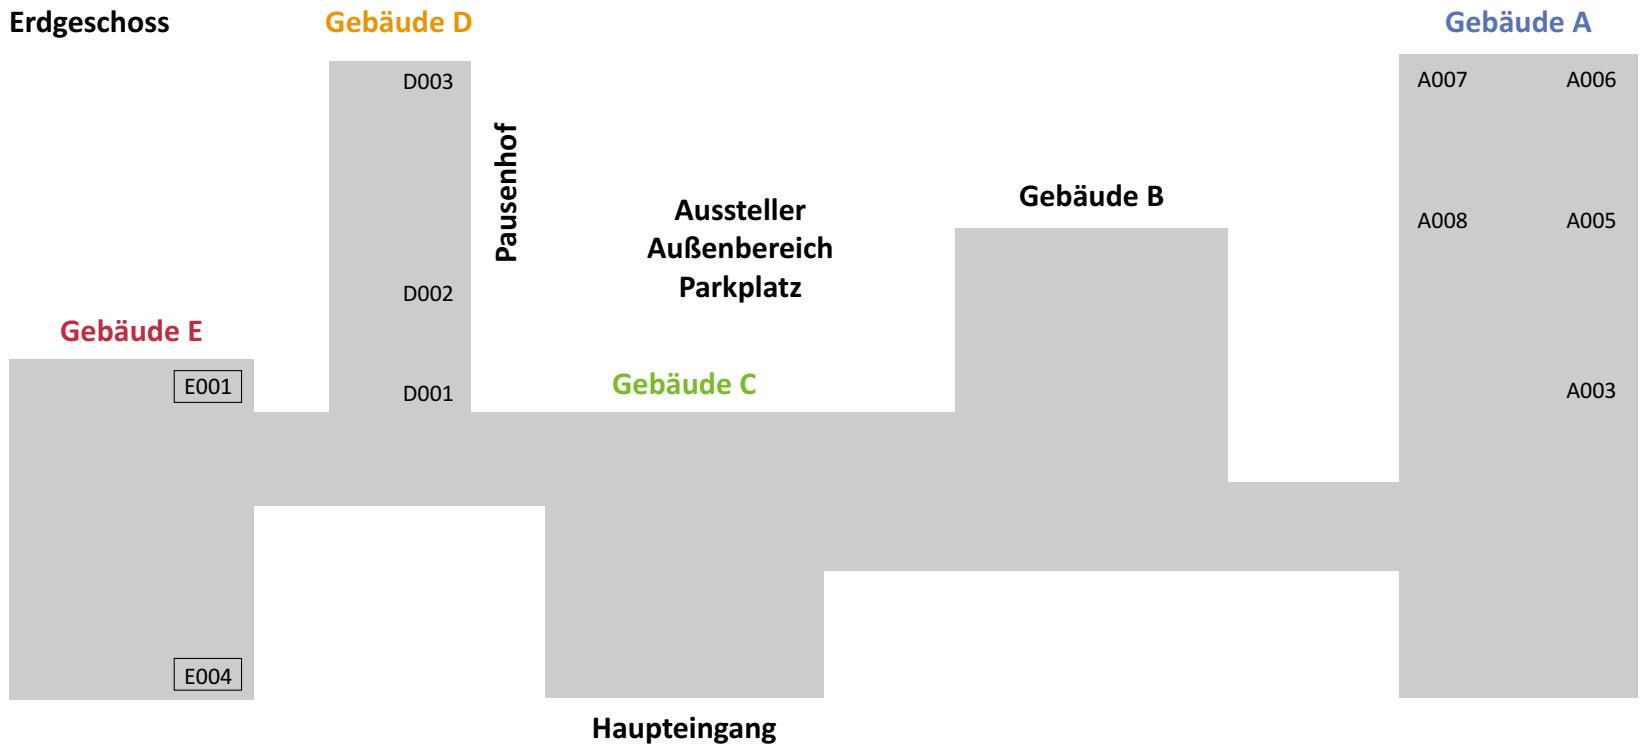 Erdgeschoss
Gebäude D
Gebäude A
D003
A007
A006
Pausenhof
Gebäude B
Aussteller
Außenbereich
Parkplatz
A008
A005
D002
Gebäude E
E001
D001
Gebäude C
A003
E004
Haupteingang